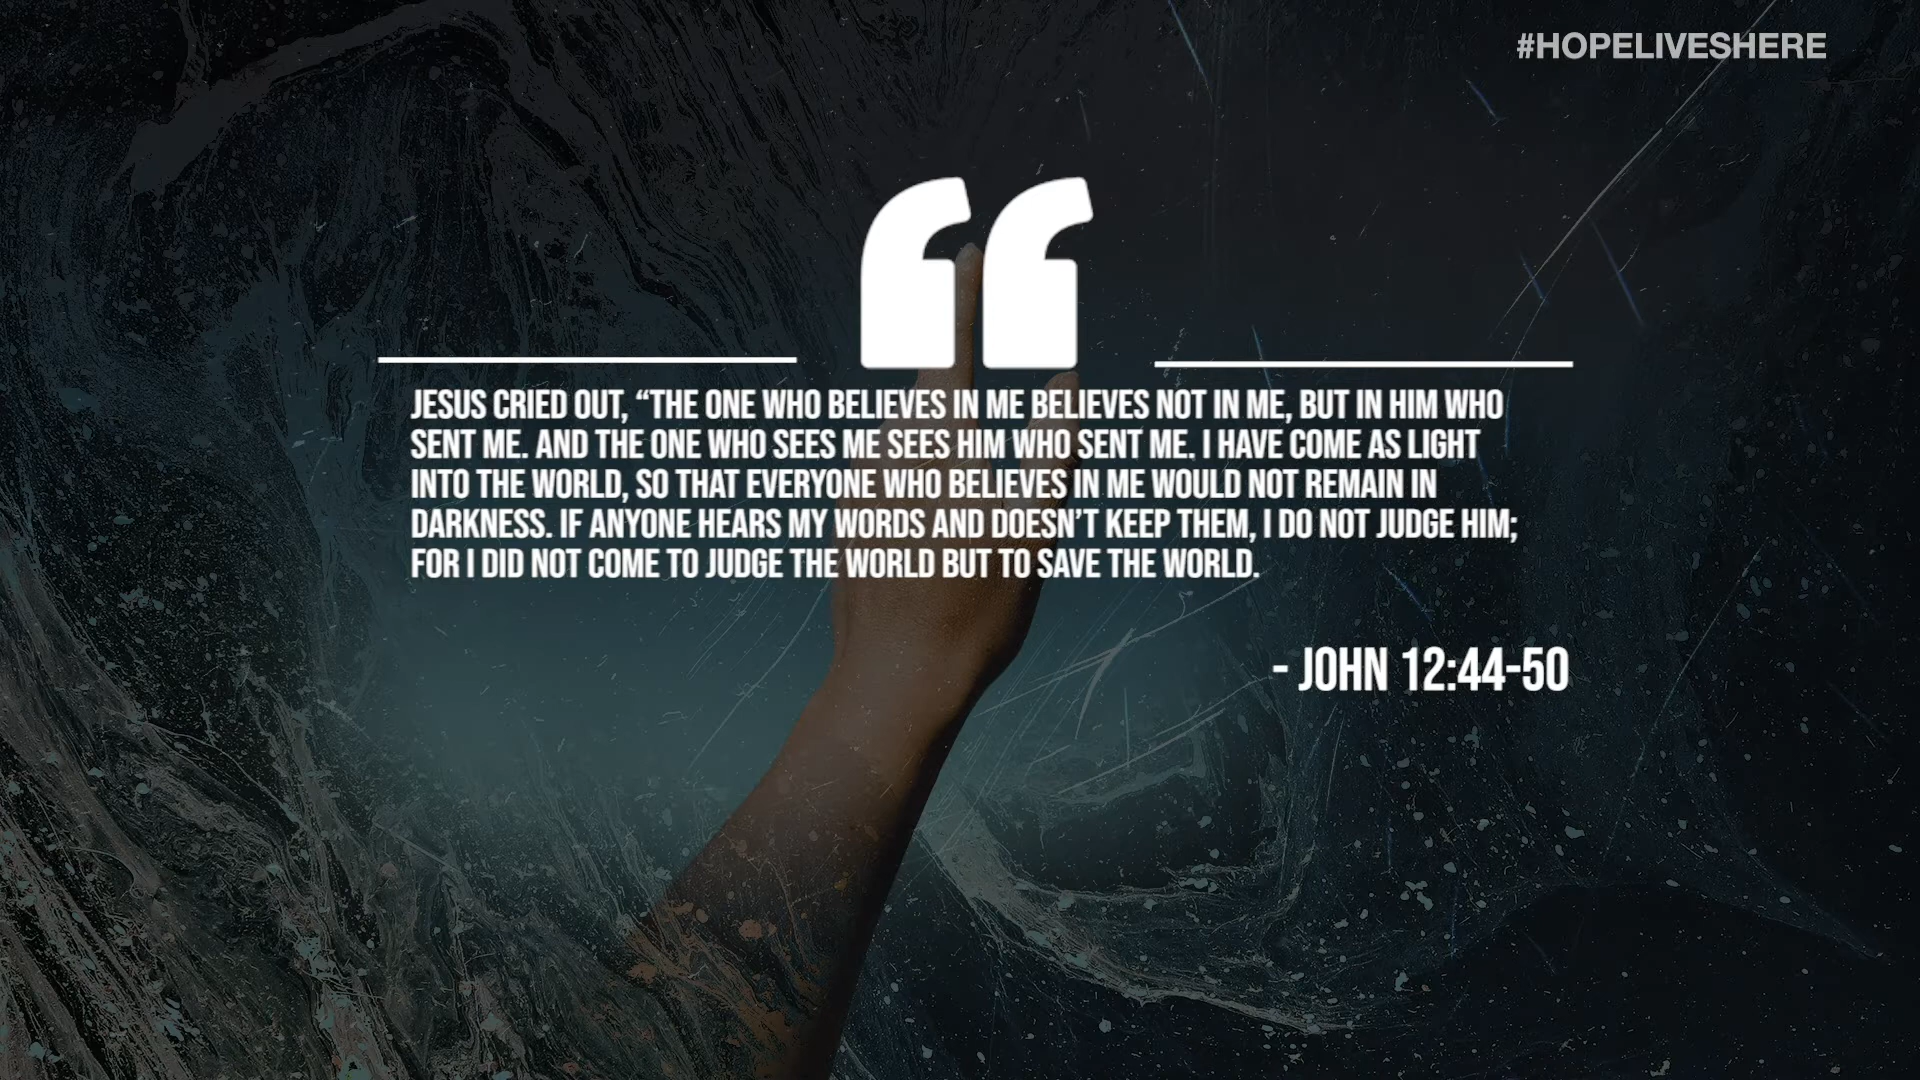 #HOPELIVESHERE
“
JESUS CRIED OUT, “THE ONE WHO BELIEVES IN ME BELIEVES NOT IN ME, BUT IN HIM WHO
SENT ME. AND THE ONE WHO SEES ME SEES HIM WHO SENT ME. I HAVE COME AS LIGHT
INTO THE WORLD, SO THAT EVERYONE WHO BELIEVES IN ME WOULD NOT REMAIN IN
DARKNESS. IF ANYONE HEARS MY WORDS AND DOESN’T KEEP THEM, I DO NOT JUDGE HIM;
FOR I DID NOT COME TO JUDGE THE WORLD BUT TO SAVE THE WORLD.
- JOHN 12:44-50